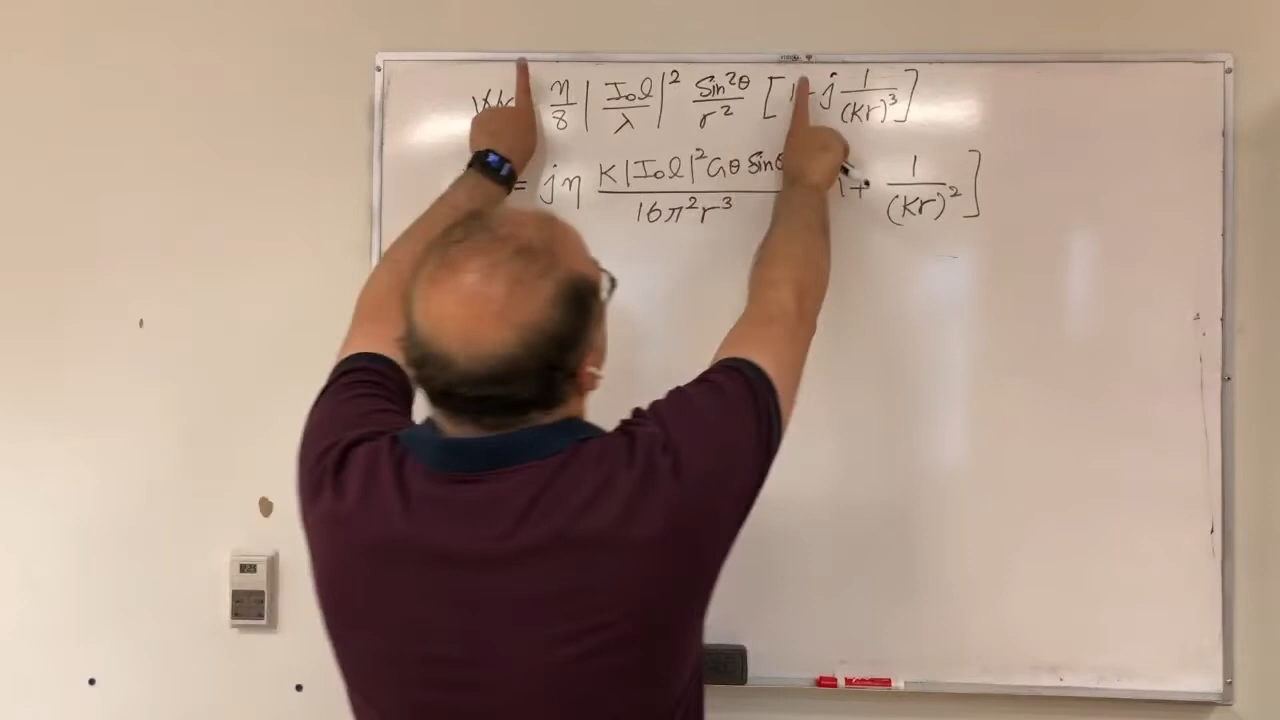 η/8 |I₀l/λ|² sin²θ/r² [1-j 1/(kr)³]
= jη k|I₀l|² Cosθ Sinθ/16π²r³ [1+ 1/(kr)²]